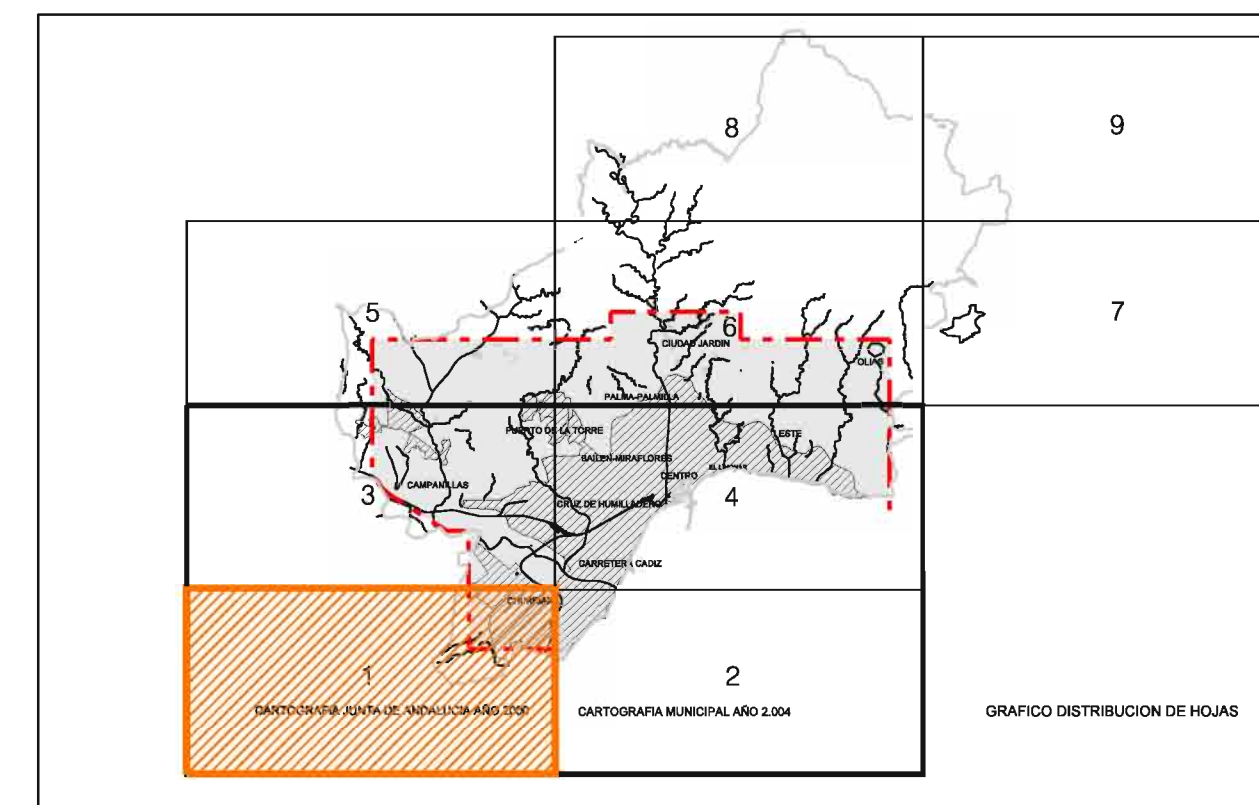 8
9
5
6
7
CIUDAD JARDIN
OLIAS
PALMA-PALMILLA
PUERTO DE LA TORRE
ESTE
BAILEN-MIRAFLORES
CENTRO
3
CAMPANILLAS
4
CRUZ DE HUMILLADERO
CARRETERA CADIZ
1
2
CARTOGRAFIA JUNTA DE ANDALUCIA AÑO 2000
CARTOGRAFIA MUNICIPAL AÑO 2.004
GRAFICO DISTRIBUCION DE HOJAS